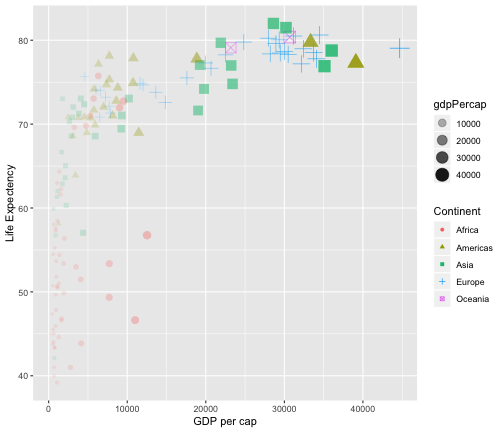 80
70
60
50
40
0
10000
20000
30000
40000
GDP per cap
Life Expectency
gdpPercap
10000
20000
30000
40000
Continent
Africa
Americas
Asia
Europe
Oceania